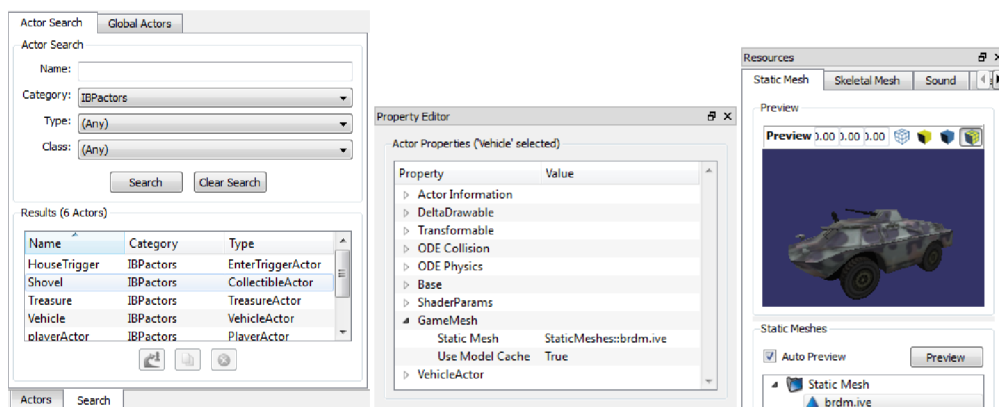 Actor Search Global Actors
Actor Search
Name:
Category: IBPactors
Type: (Any)
Class: (Any)
Search Clear Search
Results (6 Actors)
Name Category Type
HouseTrigger IBPactors EnterTriggerActor
Shovel IBPactors CollectibleActor
Treasure IBPactors TreasureActor
Vehicle IBPactors VehicleActor
playerActor IBPactors PlayerActor
Actors Search
Property Editor
Actor Properties ('Vehicle' selected)
Property Value
Actor Information
DeltaDrawable
Transformable
ODE Collision
ODE Physics
Base
ShaderParams
GameMesh
Static Mesh StaticMeshes::brdm.ive
Use Model Cache True
VehicleActor
Resources
Static Mesh Skeletal Mesh Sound
Preview
Preview 0.00 0.00 0.00
Static Meshes
Auto Preview Preview
Static Mesh
brdm.ive